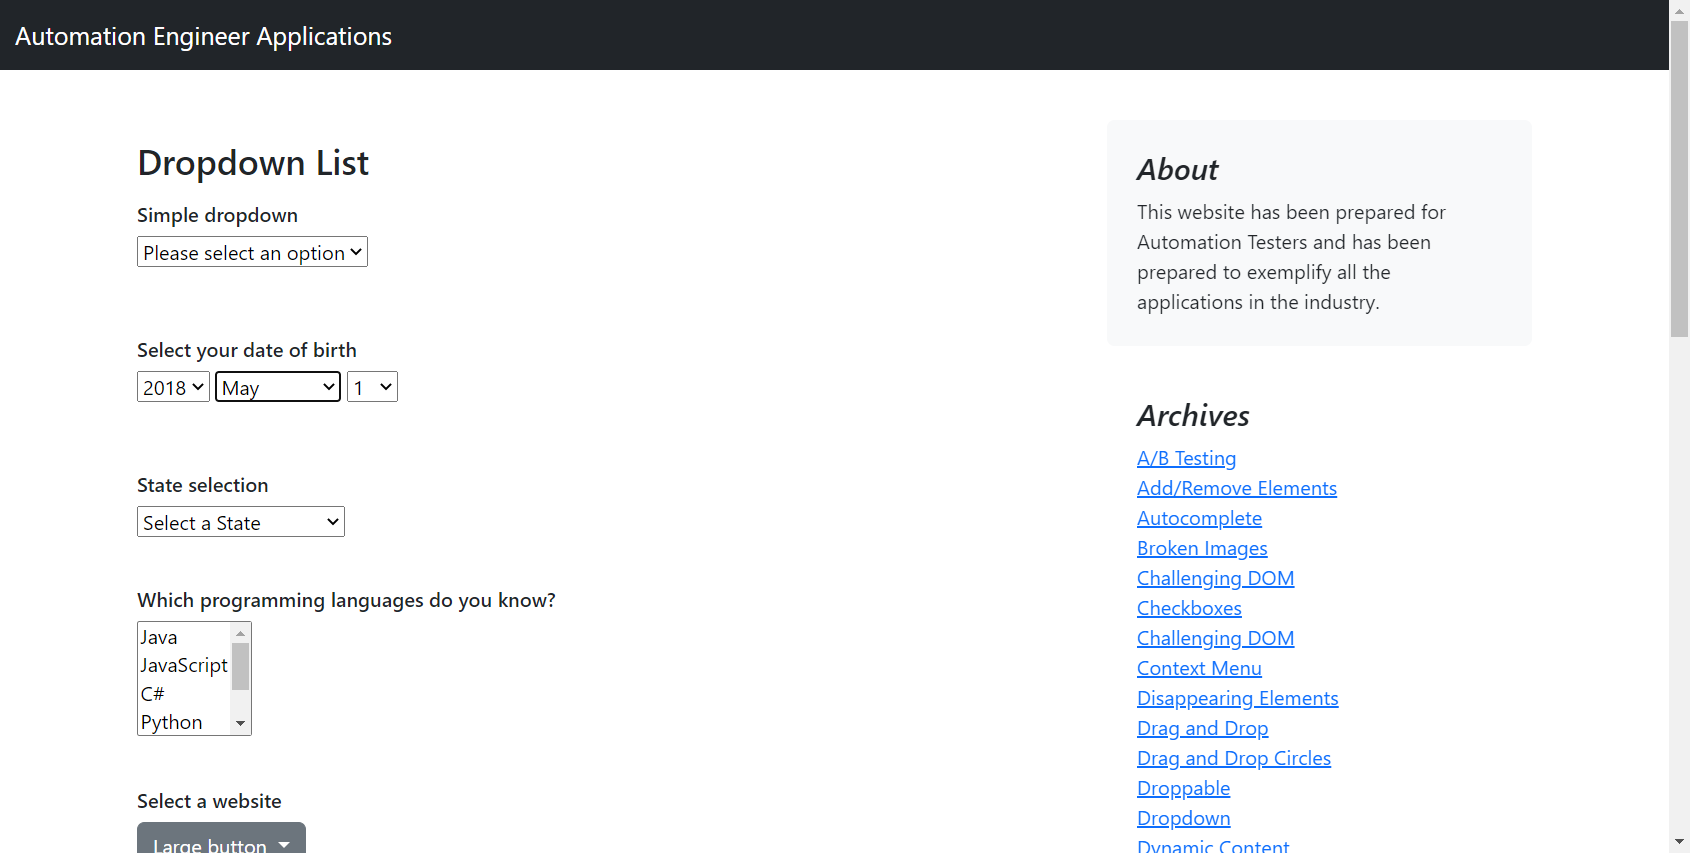 Automation Engineer Applications
Dropdown List
Simple dropdown
Please select an option
Select your date of birth
2018 May 1
State selection
Select a State
Which programming languages do you know?
Java
JavaScript
C#
Python
Select a website
Large button
About
This website has been prepared for
Automation Testers and has been
prepared to exemplify all the
applications in the industry.
Archives
A/B Testing
Add/Remove Elements
Autocomplete
Broken Images
Challenging DOM
Checkboxes
Challenging DOM
Context Menu
Disappearing Elements
Drag and Drop
Drag and Drop Circles
Droppable
Dropdown
Dynamic Content